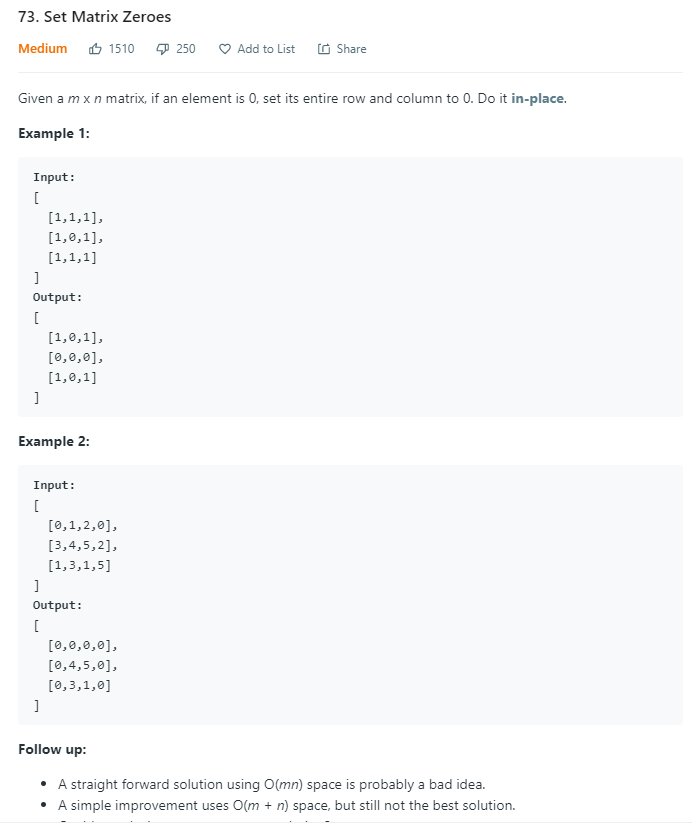 73. Set Matrix Zeroes
Medium 1510 250 Add to List Share
Given a m x n matrix, if an element is 0, set its entire row and column to 0. Do it in-place.
Example 1:
Input:
[
  [1,1,1],
  [1,0,1],
  [1,1,1]
]
Output:
[
  [1,0,1],
  [0,0,0],
  [1,0,1]
]
Example 2:
Input:
[
  [0,1,2,0],
  [3,4,5,2],
  [1,3,1,5]
]
Output:
[
  [0,0,0,0],
  [0,4,5,0],
  [0,3,1,0]
]
Follow up:
• A straight forward solution using O(mn) space is probably a bad idea.
• A simple improvement uses O(m + n) space, but still not the best solution.